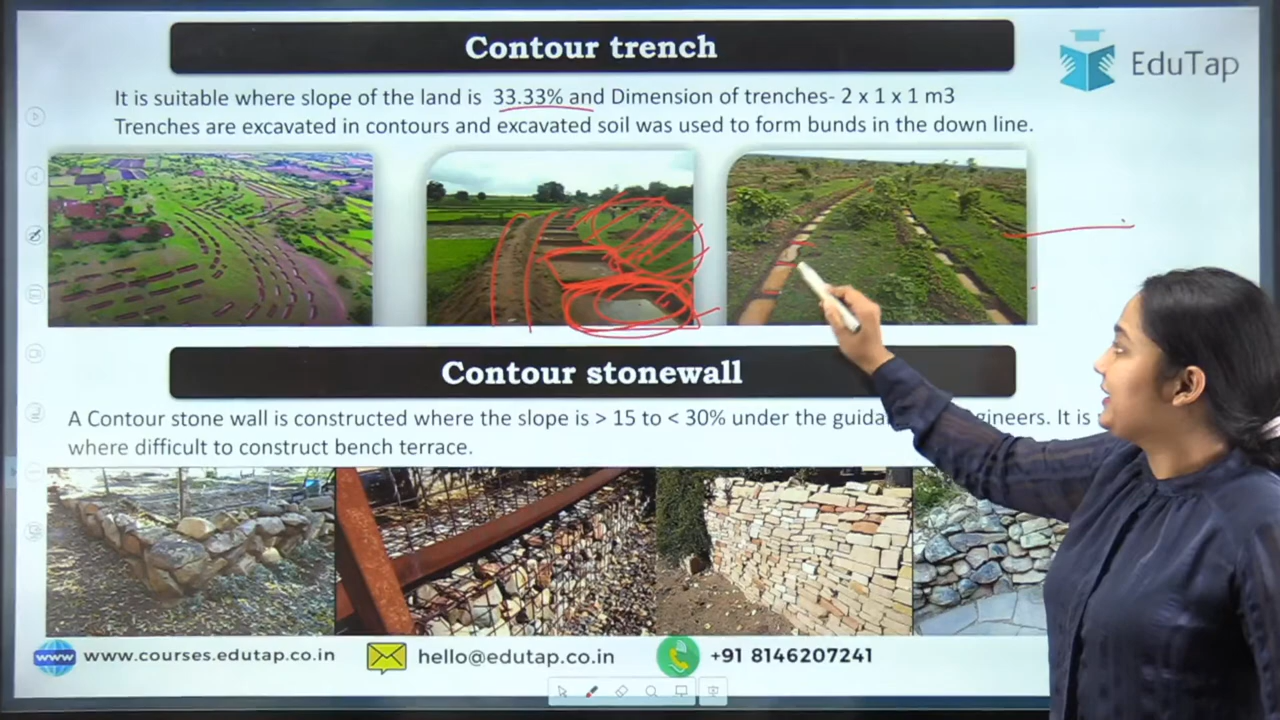 Contour trench
EduTap
It is suitable where slope of the land is 33.33% and Dimension of trenches- 2 x 1 x 1 m3
Trenches are excavated in contours and excavated soil was used to form bunds in the down line.
Contour stonewall
A Contour stone wall is constructed where the slope is > 15 to < 30% under the It is
where difficult to construct bench terrace.
www
www.courses.edutap.co.in
hello@edutap.co.in
+91 8146207241